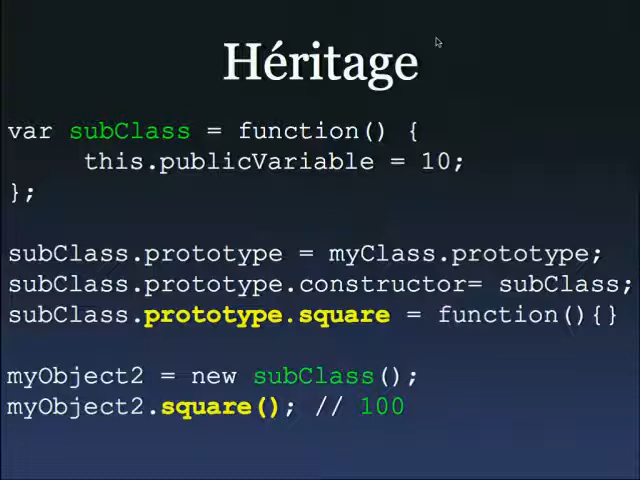 Héritage
var subClass = function() {
this.publicVariable = 10;
};
subClass.prototype = myClass.prototype;
subClass.prototype.constructor= subClass;
subClass.prototype.square = function(){}
myObject2 = new subClass();
myObject2.square(); // 100